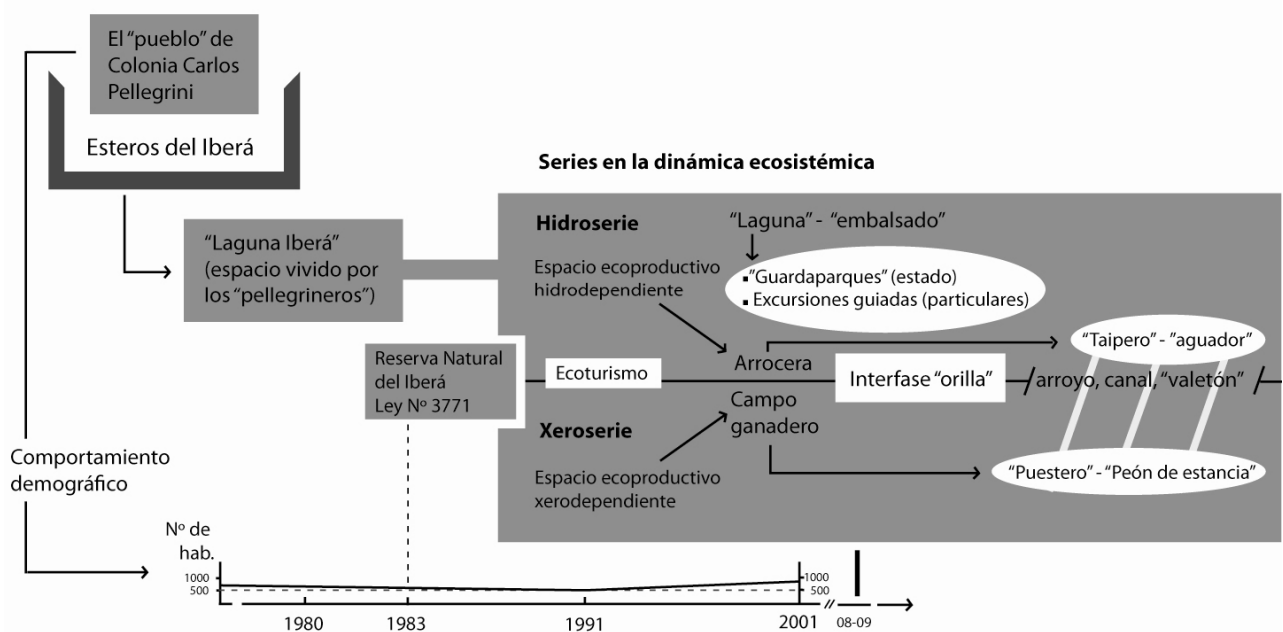 El “pueblo” de
Colonia Carlos
Pellegrini
Esteros del Iberá
Series en la dinámica ecosistémica
“Laguna Iberá”
(espacio vivido por
los “pellegrineros”)
Hidroserie
“Laguna” - “embalsado”
Espacio ecoproductivo
hidrodependiente
▪”Guardaparques” (estado)
▪ Excursiones guiadas (particulares)
Reserva Natural
del Iberá
Ley Nº 3771
Ecoturismo
Arrocera
“Taipero” - “aguador”
Interfase “orilla”
arroyo, canal, “valetón”
Campo
ganadero
Xeroserie
Espacio ecoproductivo
xerodependiente
“Puestero” - “Peón de estancia”
Comportamiento
demográfico
Nº de
hab.
1000
500
1000
500
1980
1983
1991
2001
//
08-09